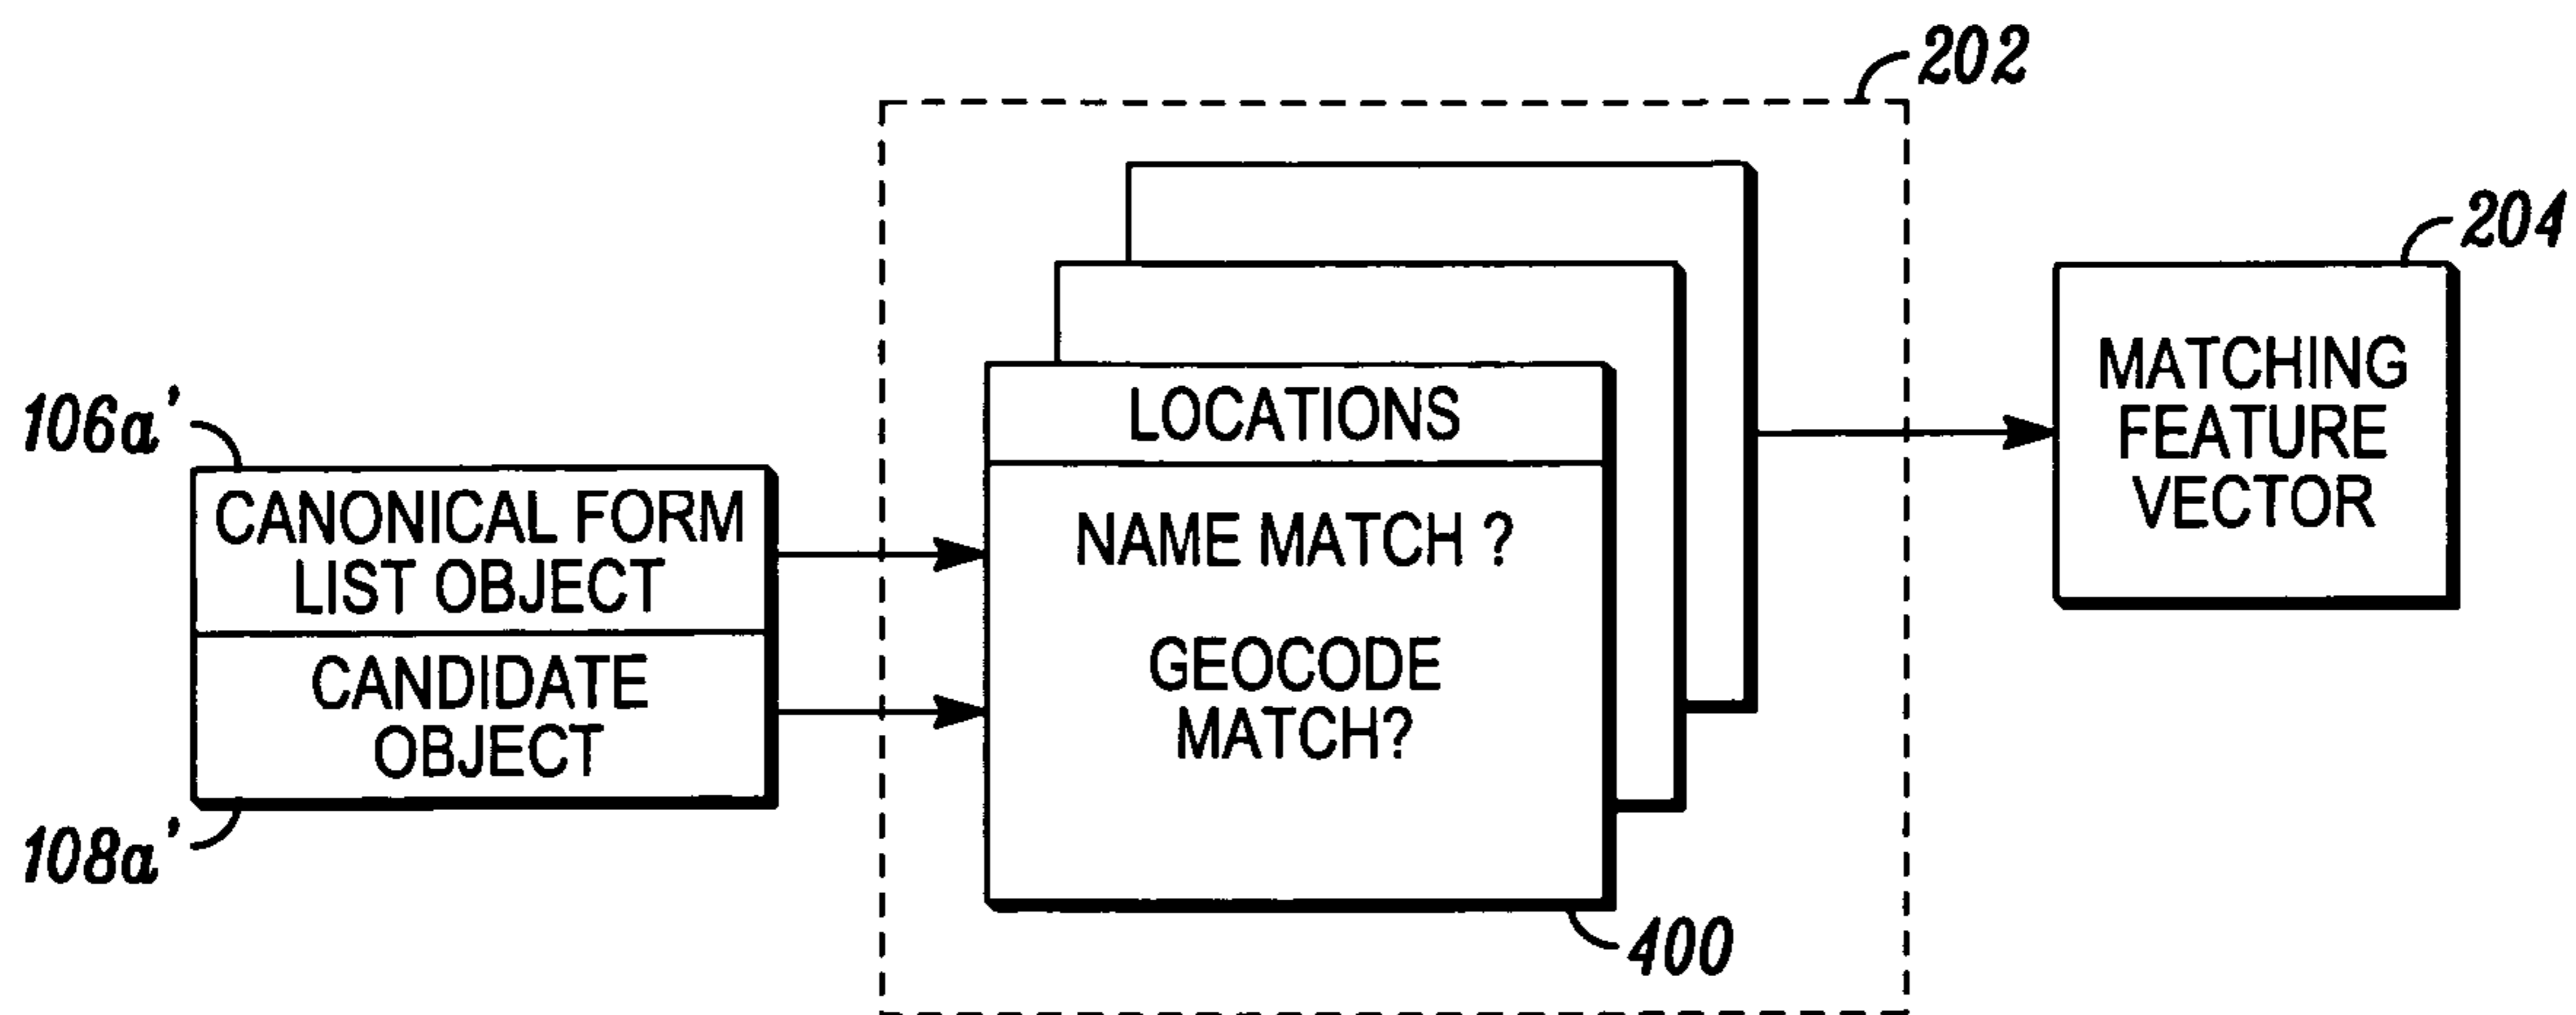 202
204
MATCHING
FEATURE
VECTOR
LOCATIONS
NAME MATCH ?
GEOCODE
MATCH?
400
106a'
CANONICAL FORM
LIST OBJECT
CANDIDATE
OBJECT
108a'